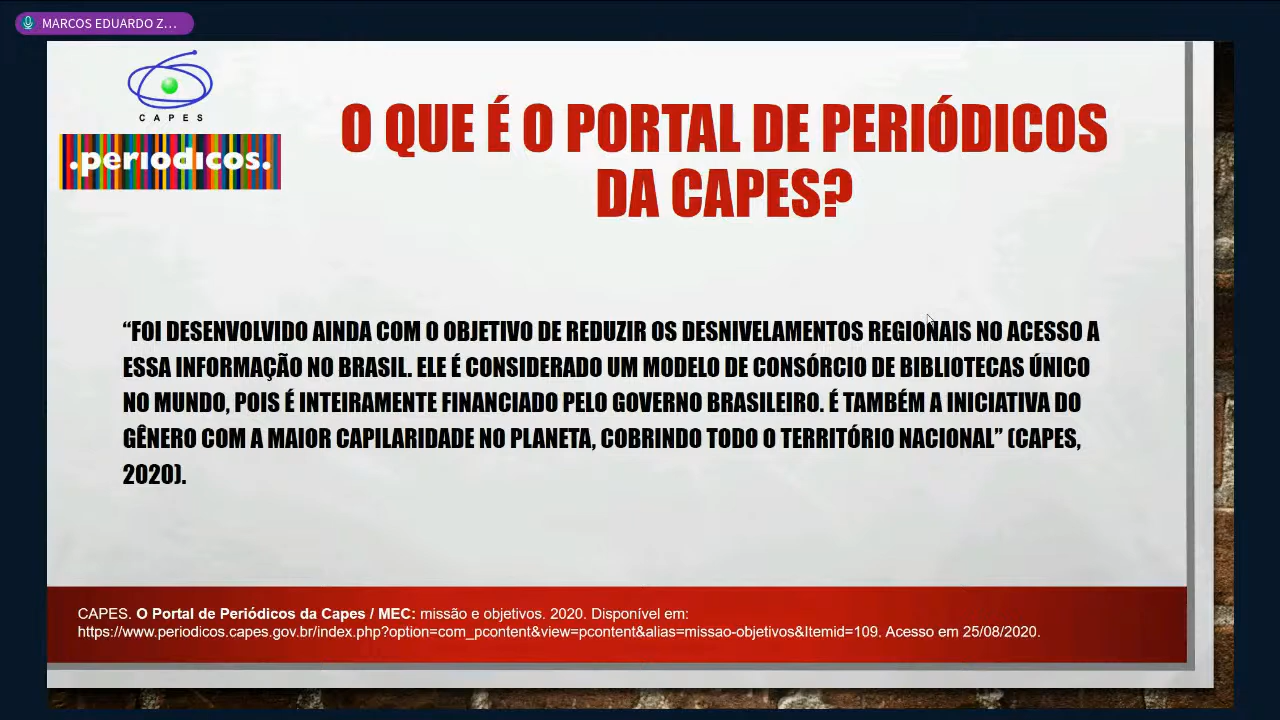 MARCOS EDUARDO Z...
CAPES
.periodicos.
O QUE É O PORTAL DE PERIÓDICOS
DA CAPES?
“FOI DESENVOLVIDO AINDA COM O OBJETIVO DE REDUZIR OS DESNIVELAMENTOS REGIONAIS NO ACESSO A
ESSA INFORMAÇÃO NO BRASIL. ELE É CONSIDERADO UM MODELO DE CONSÓRCIO DE BIBLIOTECAS ÚNICO
NO MUNDO, POIS É INTEIRAMENTE FINANCIADO PELO GOVERNO BRASILEIRO. É TAMBÉM A INICIATIVA DO
GÊNERO COM A MAIOR CAPILARIDADE NO PLANETA, COBRINDO TODO O TERRITÓRIO NACIONAL” (CAPES,
2020).
CAPES. O Portal de Periódicos da Capes / MEC: missão e objetivos. 2020. Disponível em:
https://www.periodicos.capes.gov.br/index.php?option=com_pcontent&view=pcontent&alias=missao-objetivos&Itemid=109. Acesso em 25/08/2020.